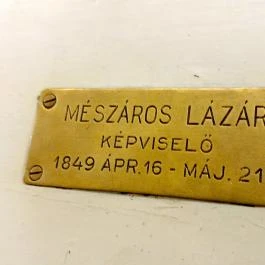 MÉSZÁROS LÁZÁR
KÉPVISELŐ
1849 ÁPR.16 - MÁJ. 21